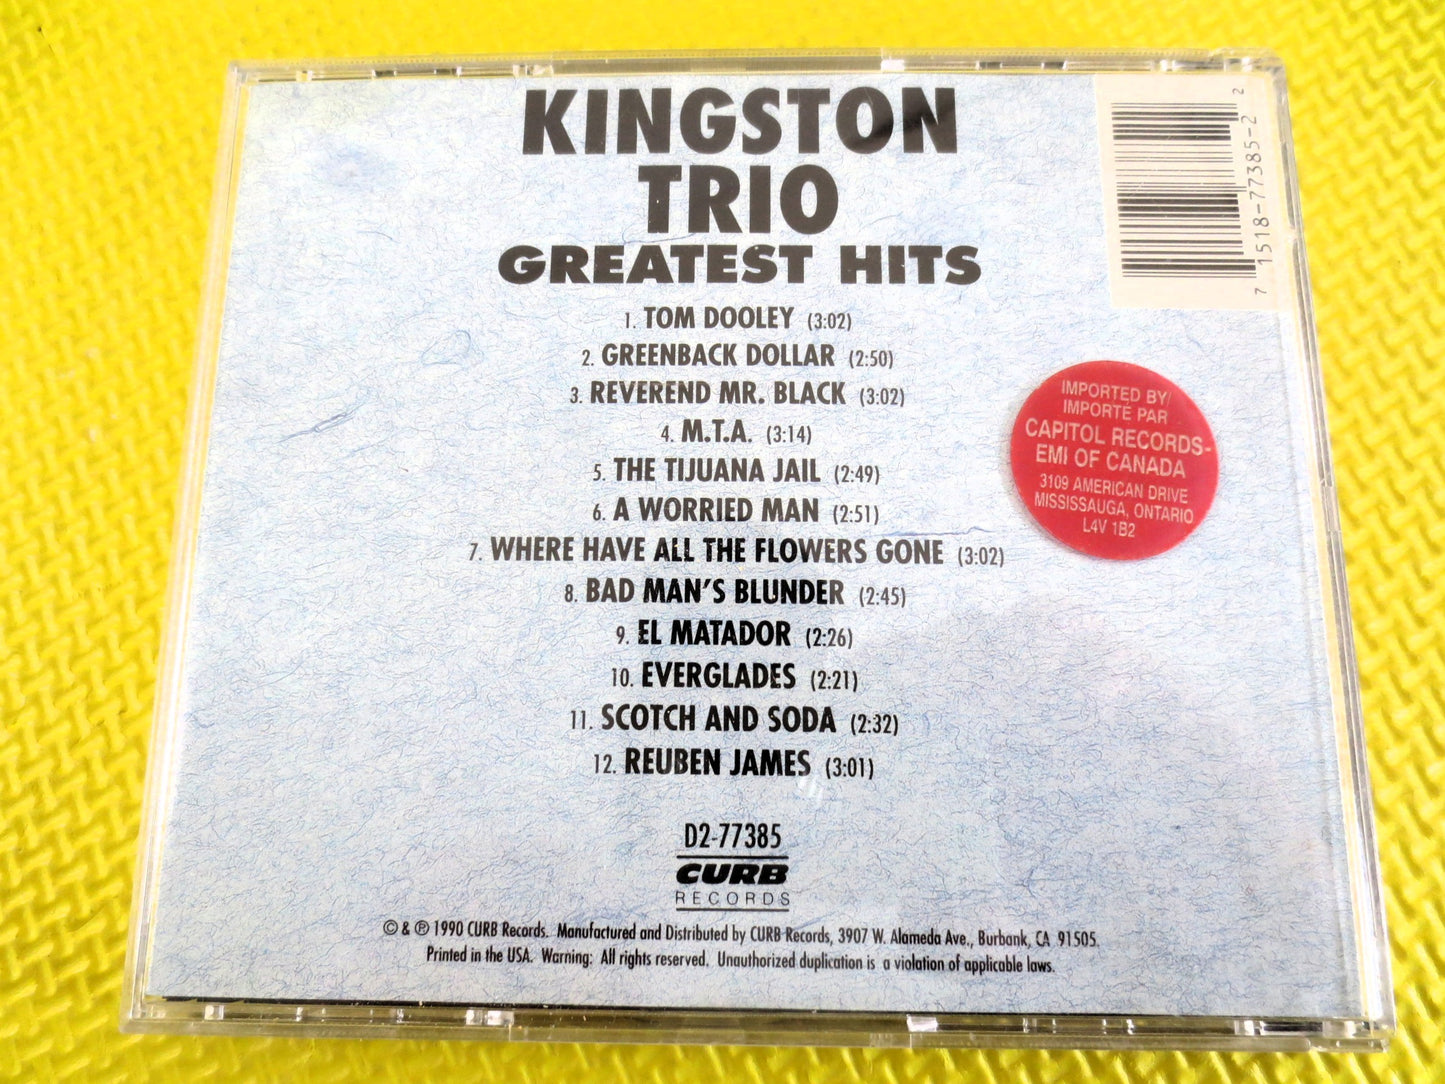 KINGSTON
TRIO
GREATEST HITS
1. TOM DOOLEY (3:02)
2. GREENBACK DOLLAR (2:50)
3. REVEREND MR. BLACK (3:02)
4. M.T.A. (3:14)
5. THE TIJUANA JAIL (2:49)
6. A WORRIED MAN (2:51)
7. WHERE HAVE ALL THE FLOWERS GONE (3:02)
8. BAD MAN'S BLUNDER (2:45)
9. EL MATADOR (2:26)
10. EVERGLADES (2:21)
11. SCOTCH AND SODA (2:32)
12. REUBEN JAMES (3:01)
D2-77385
CURB
RECORDS
© & ℗ 1990 CURB Records. Manufactured and Distributed by CURB Records, 3907 W. Alameda Ave., Burbank, CA 91505.
Printed in the USA. Warning: All rights reserved. Unauthorized duplication is a violation of applicable laws.
7 1518-77385-2 2
IMPORTED BY/
IMPORTÉ PAR
CAPITOL RECORDS-
EMI OF CANADA
3109 AMERICAN DRIVE
MISSISSAUGA, ONTARIO
L4V 1B2